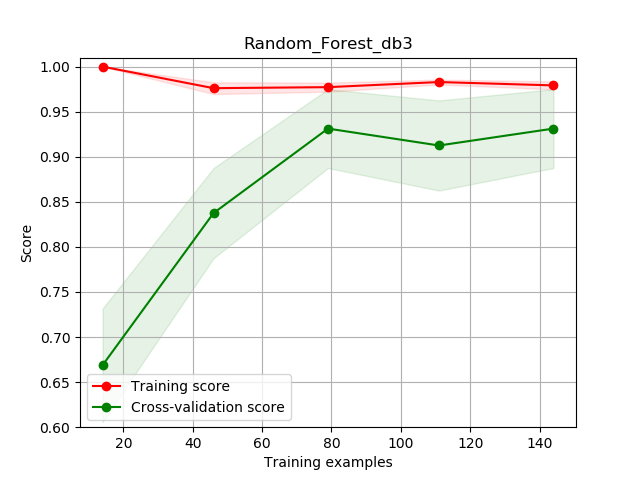 Random_Forest_db3
1.00
0.95
0.90
0.85
0.80
0.75
0.70
0.65
0.60
Score
Training score
Cross-validation score
20 40 60 80 100 120 140
Training examples